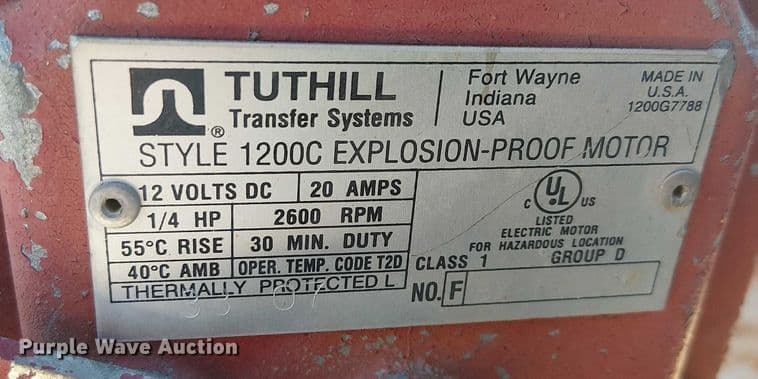 TUTHILL
Transfer Systems
®
Fort Wayne
Indiana
USA
MADE IN
U.S.A.
1200G7788
STYLE 1200C EXPLOSION-PROOF MOTOR
12 VOLTS DC 20 AMPS
1/4 HP 2600 RPM
55°C RISE 30 MIN. DUTY
40°C AMB OPER. TEMP. CODE T2D
THERMALLY PROTECTED L
C UL US
LISTED
ELECTRIC MOTOR
FOR HAZARDOUS LOCATION
CLASS 1 GROUP D
NO. F
Purple Wave Auction